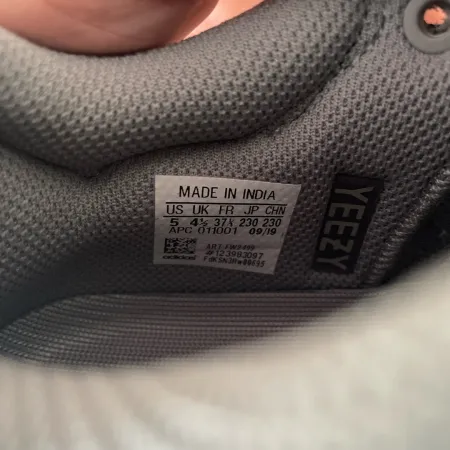 MADE IN INDIA
US UK FR JP CHN
5 4½ 37⅓ 230 230
APC 011001 09/19
#123983097
adidas
YEEZY